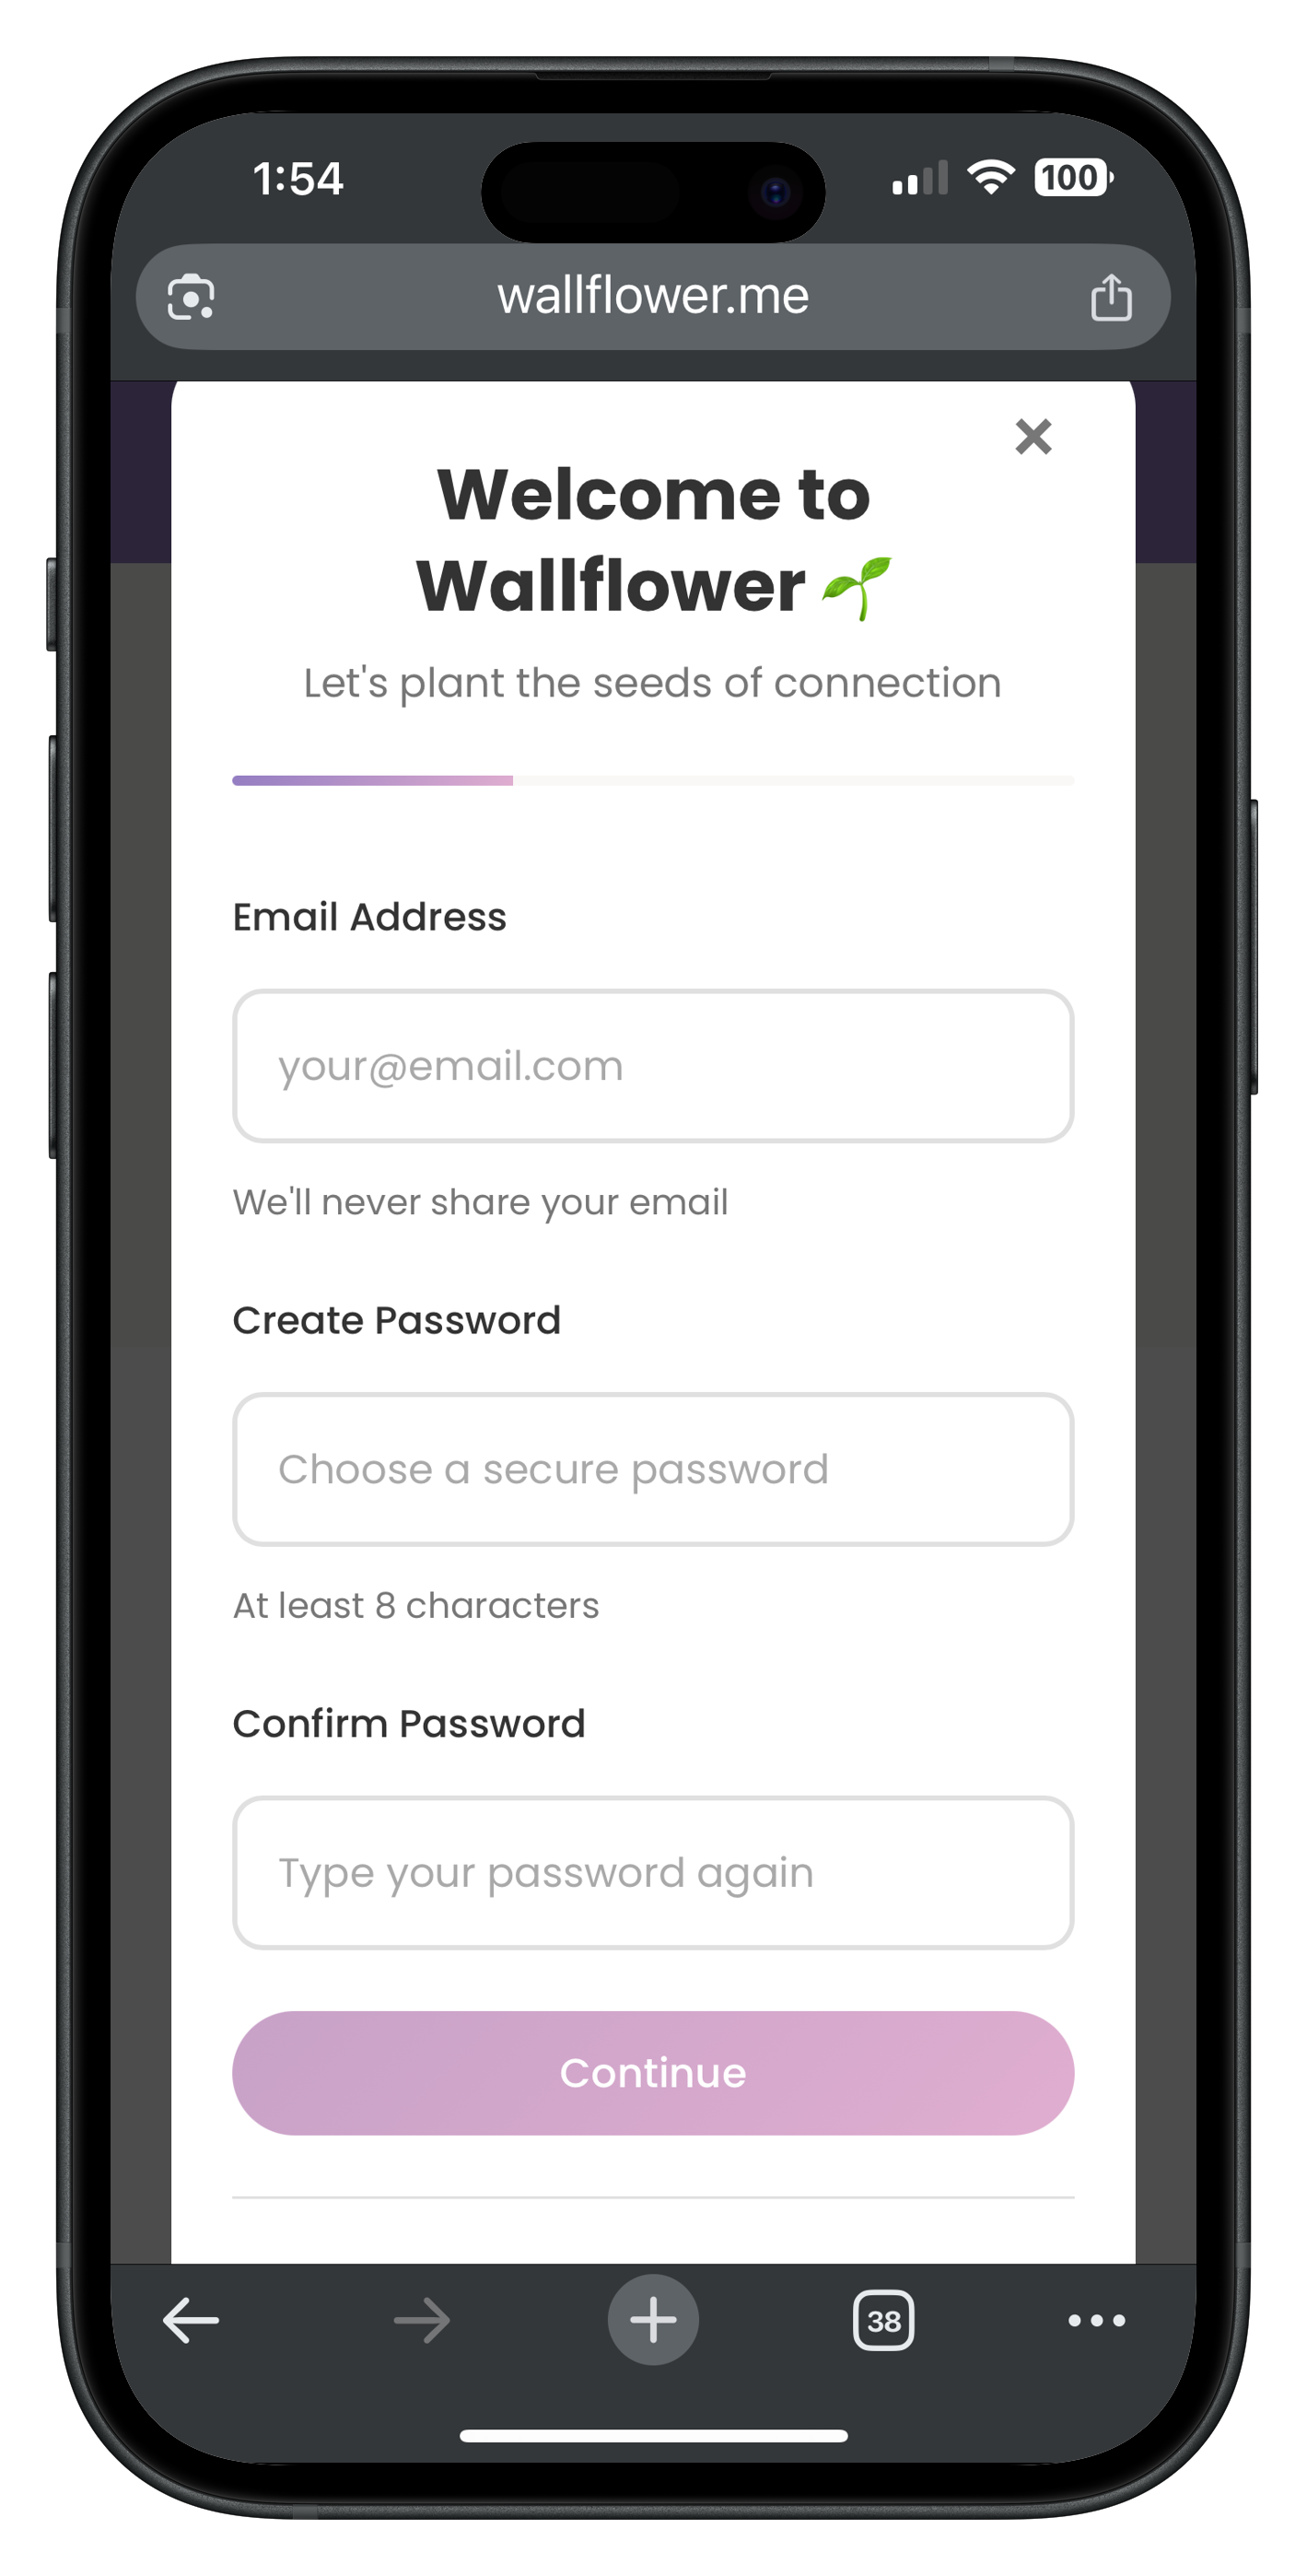 1:54
100
wallflower.me
Welcome to
Wallflower
Let's plant the seeds of connection
Email Address
your@email.com
We'll never share your email
Create Password
Choose a secure password
At least 8 characters
Confirm Password
Type your password again
Continue
38